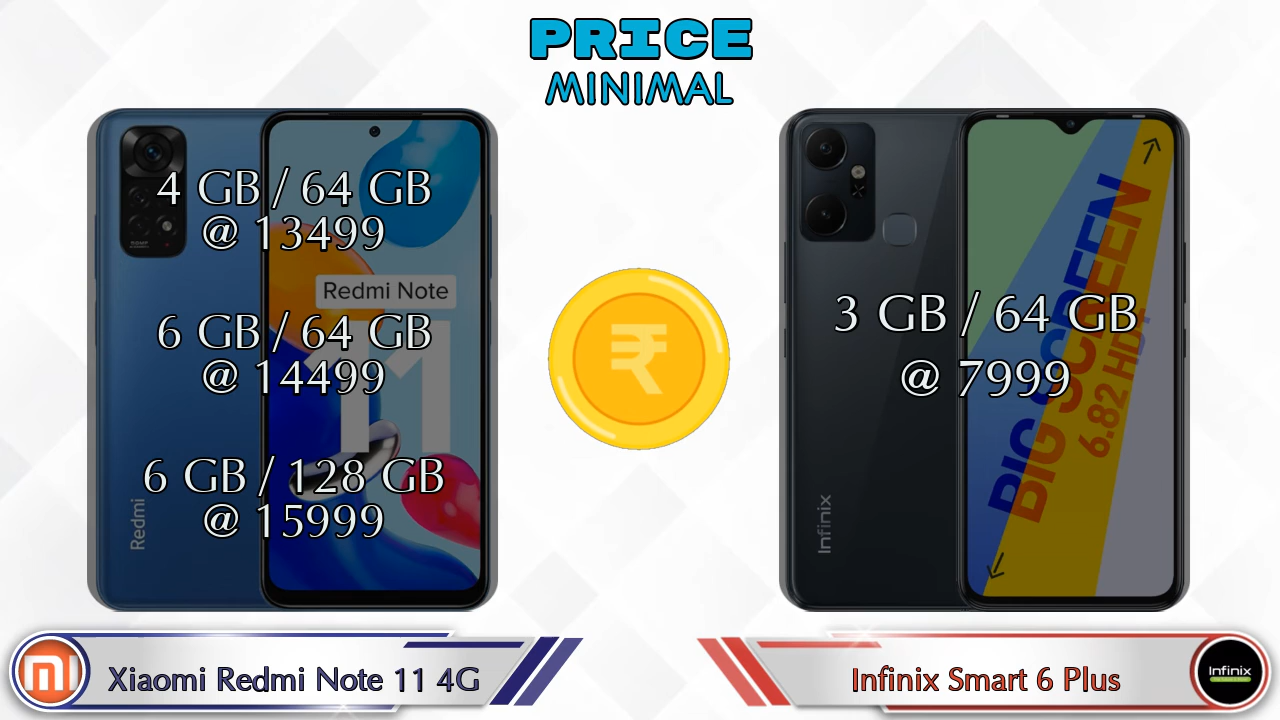 PRICE
MINIMAL
4 GB / 64 GB
@ 13499
6 GB / 64 GB
@ 14499
6 GB / 128 GB
@ 15999
Redmi Note
11
Redmi
₹
3 GB / 64 GB
@ 7999
BIG SCREEN
6.82 HD+
Infinix
Xiaomi Redmi Note 11 4G
Infinix Smart 6 Plus
Infinix